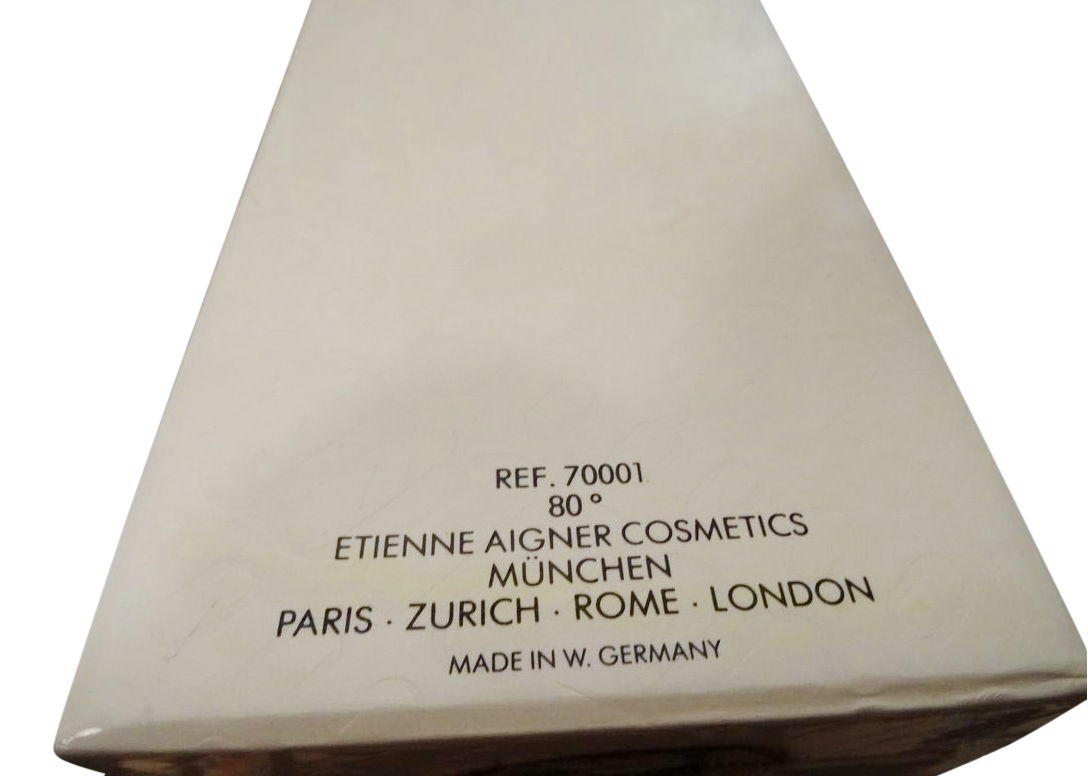 REF. 70001
80°
ETIENNE AIGNER COSMETICS
MÜNCHEN
PARIS · ZURICH · ROME · LONDON
MADE IN W. GERMANY